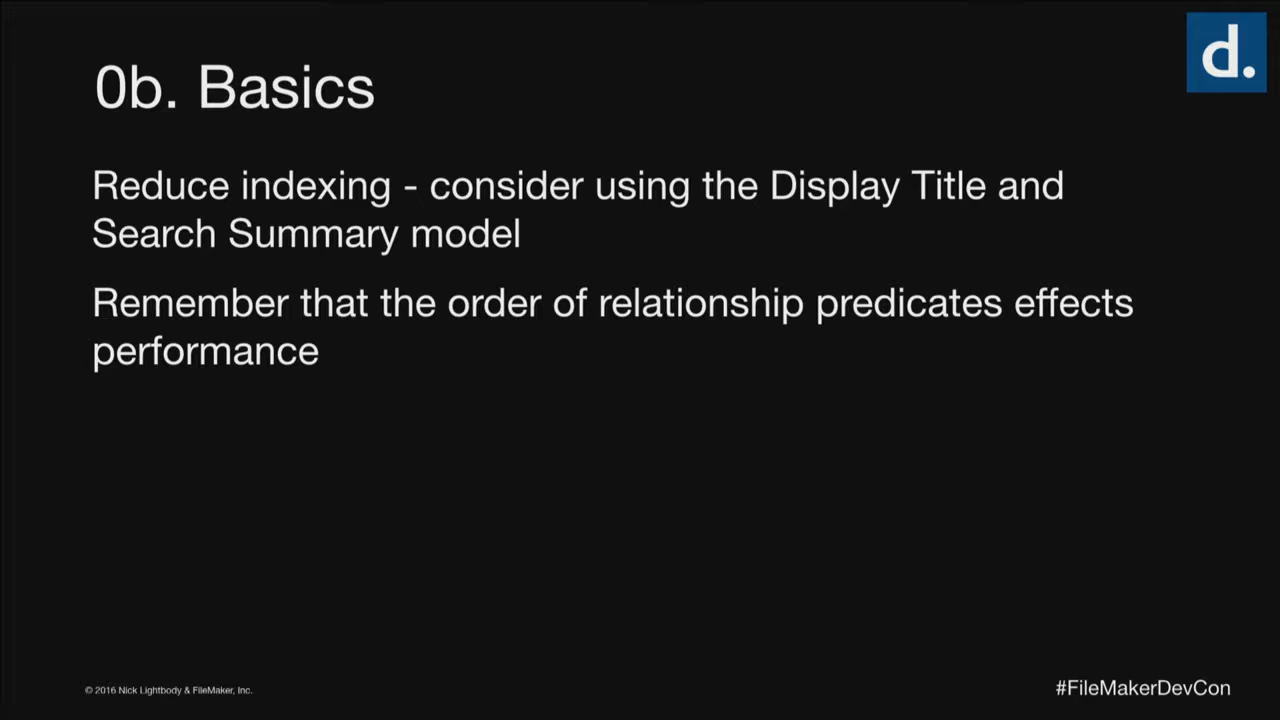 d.
0b. Basics
Reduce indexing - consider using the Display Title and
Search Summary model
Remember that the order of relationship predicates effects
performance
© 2016 Nick Lightbody & FileMaker, Inc.
#FileMakerDevCon